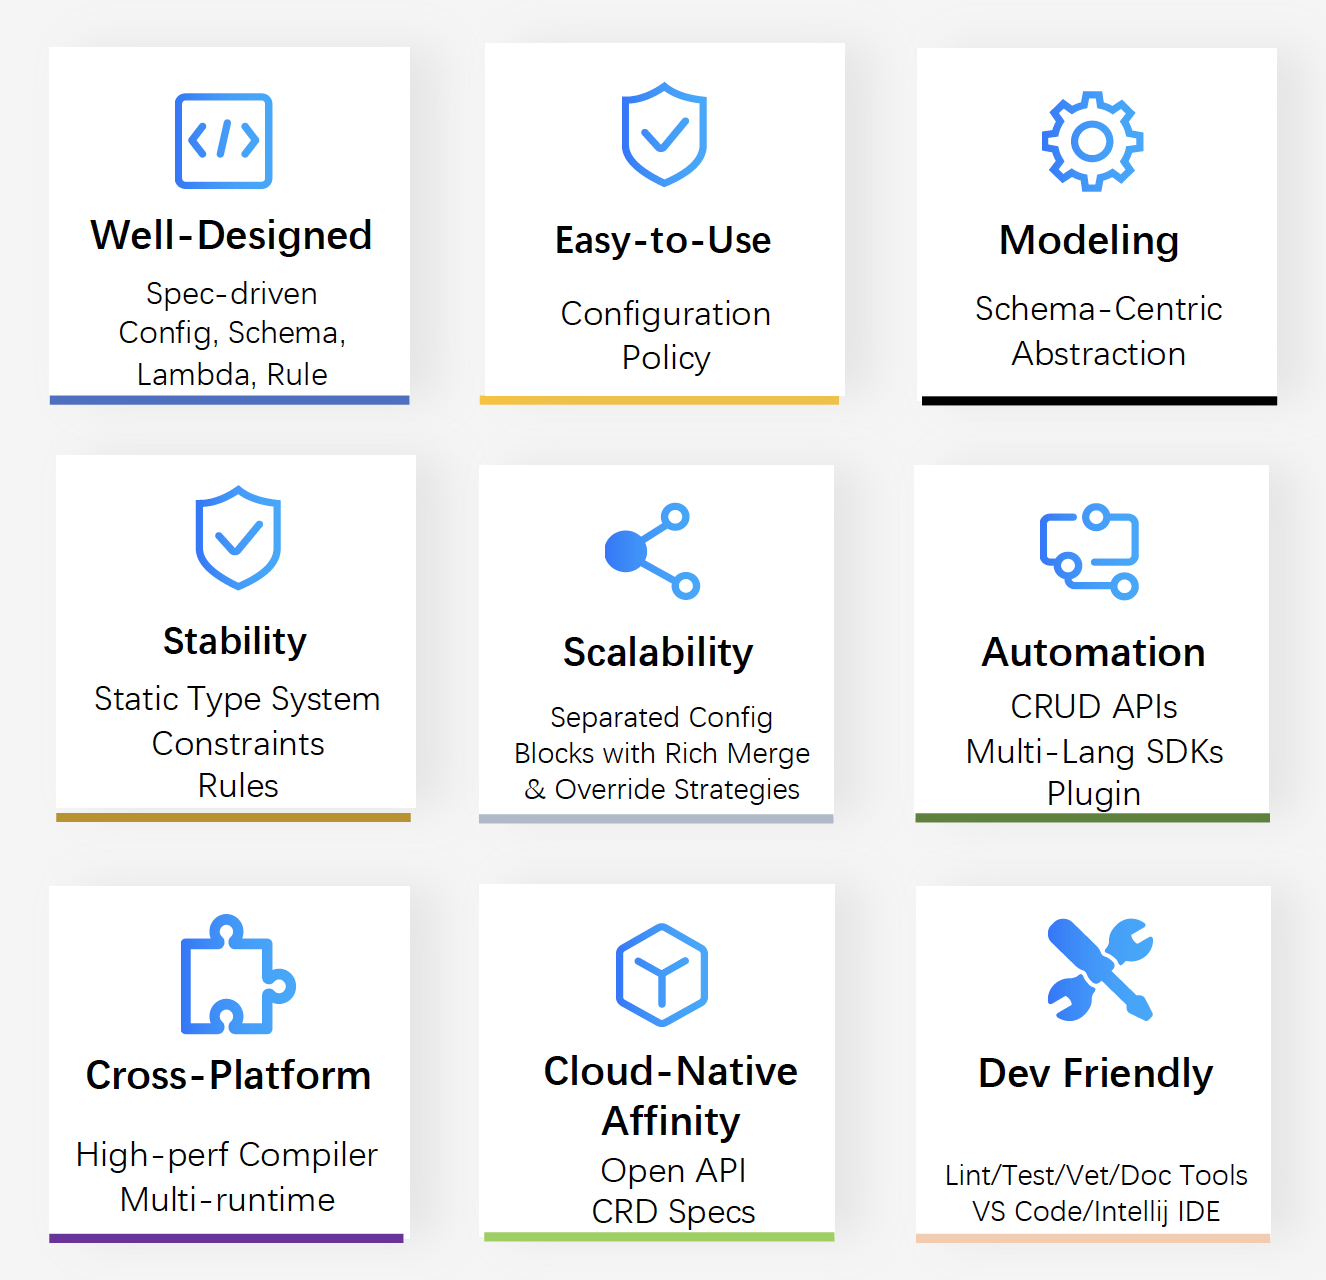 Well-Designed
Spec-driven
Config, Schema,
Lambda, Rule
Easy-to-Use
Configuration
Policy
Modeling
Schema-Centric
Abstraction
Stability
Static Type System
Constraints
Rules
Scalability
Separated Config
Blocks with Rich Merge
& Override Strategies
Automation
CRUD APIs
Multi-Lang SDKs
Plugin
Cross-Platform
High-perf Compiler
Multi-runtime
Cloud-Native
Affinity
Open API
CRD Specs
Dev Friendly
Lint/Test/Vet/Doc Tools
VS Code/Intellij IDE